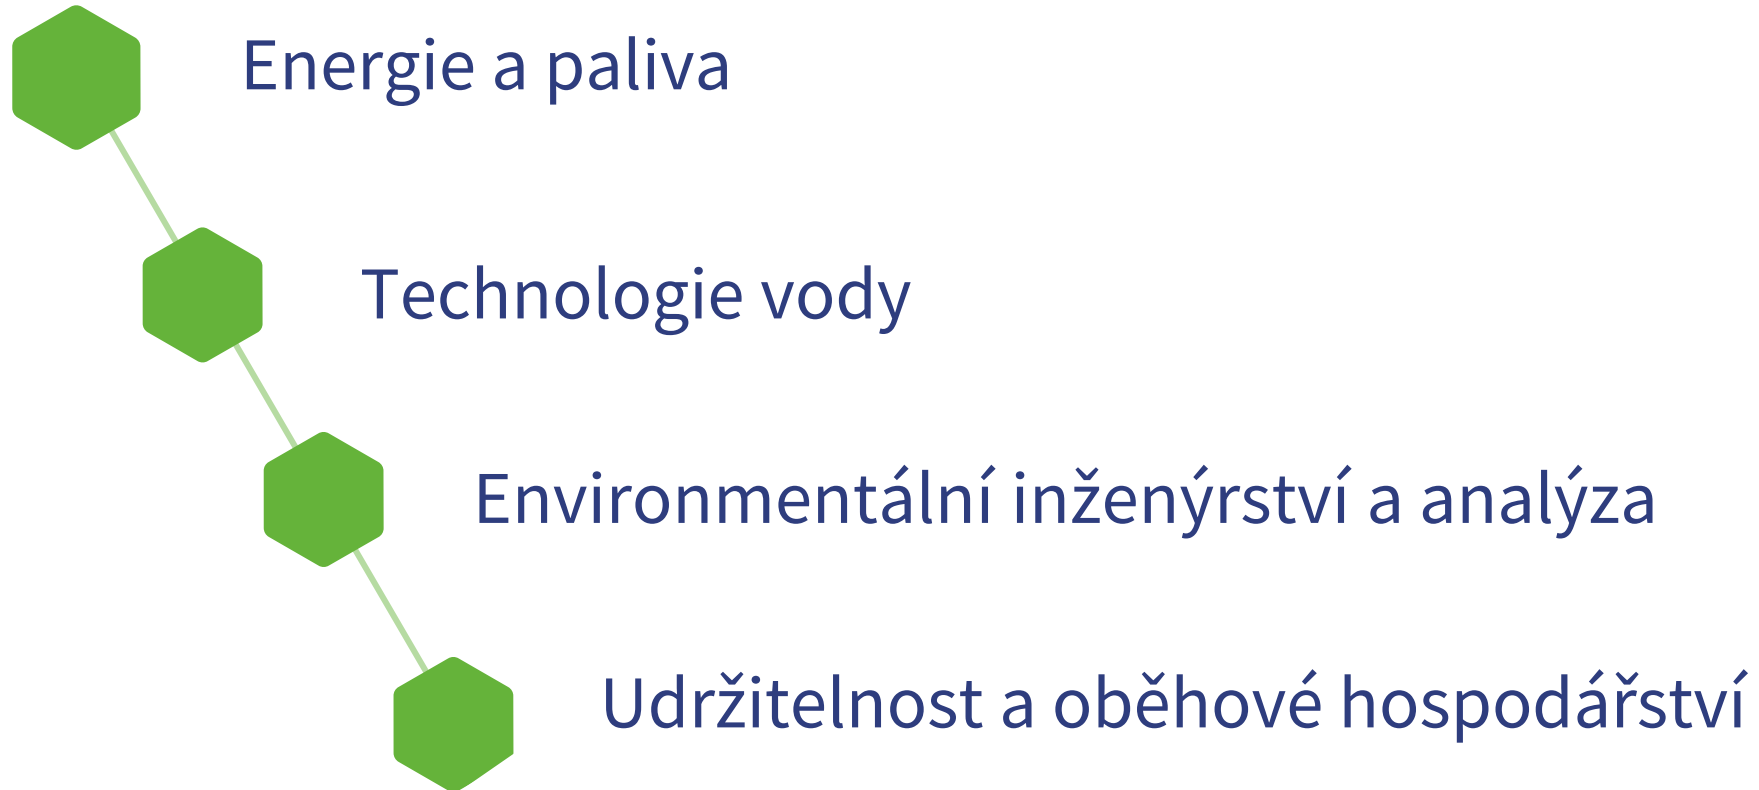 Energie a paliva
Technologie vody
Environmentální inženýrství a analýza
Udržitelnost a oběhové hospodářství